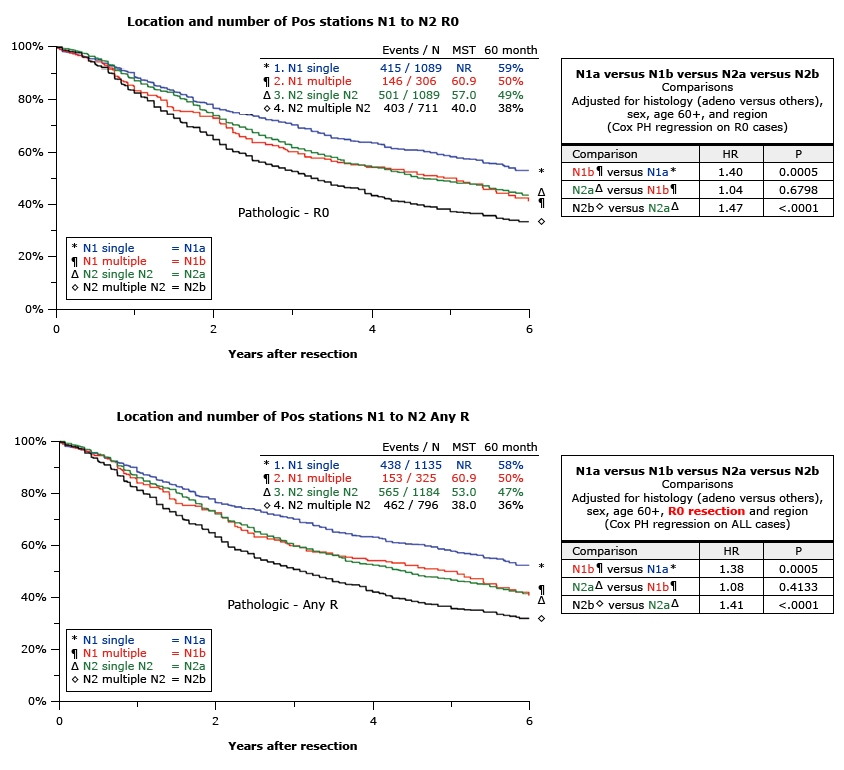 Location and number of Pos stations N1 to N2 R0
Events / N MST 60 month
* 1. N1 single 415 / 1089 NR 59%
¶ 2. N1 multiple 146 / 306 60.9 50%
Δ 3. N2 single N2 501 / 1089 57.0 49%
◇ 4. N2 multiple N2 403 / 711 40.0 38%
100%
80%
60%
40%
20%
0%
*
Δ
¶
◇
Pathologic - R0
* N1 single = N1a
¶ N1 multiple = N1b
Δ N2 single N2 = N2a
◇ N2 multiple N2 = N2b
0 2 4 6
Years after resection
N1a versus N1b versus N2a versus N2b
Comparisons
Adjusted for histology (adeno versus others),
sex, age 60+, and region
(Cox PH regression on R0 cases)
Comparison HR P
N1b¶ versus N1a* 1.40 0.0005
N2aΔ versus N1b¶ 1.04 0.6798
N2b◇ versus N2aΔ 1.47 <.0001
Location and number of Pos stations N1 to N2 Any R
Events / N MST 60 month
* 1. N1 single 438 / 1135 NR 58%
¶ 2. N1 multiple 153 / 325 60.9 50%
Δ 3. N2 single N2 565 / 1184 53.0 47%
◇ 4. N2 multiple N2 462 / 796 38.0 36%
100%
80%
60%
40%
20%
0%
*
¶
Δ
◇
Pathologic - Any R
* N1 single = N1a
¶ N1 multiple = N1b
Δ N2 single N2 = N2a
◇ N2 multiple N2 = N2b
0 2 4 6
Years after resection
N1a versus N1b versus N2a versus N2b
Comparisons
Adjusted for histology (adeno versus others),
sex, age 60+, R0 resection and region
(Cox PH regression on ALL cases)
Comparison HR P
N1b¶ versus N1a* 1.38 0.0005
N2aΔ versus N1b¶ 1.08 0.4133
N2b◇ versus N2aΔ 1.41 <.0001